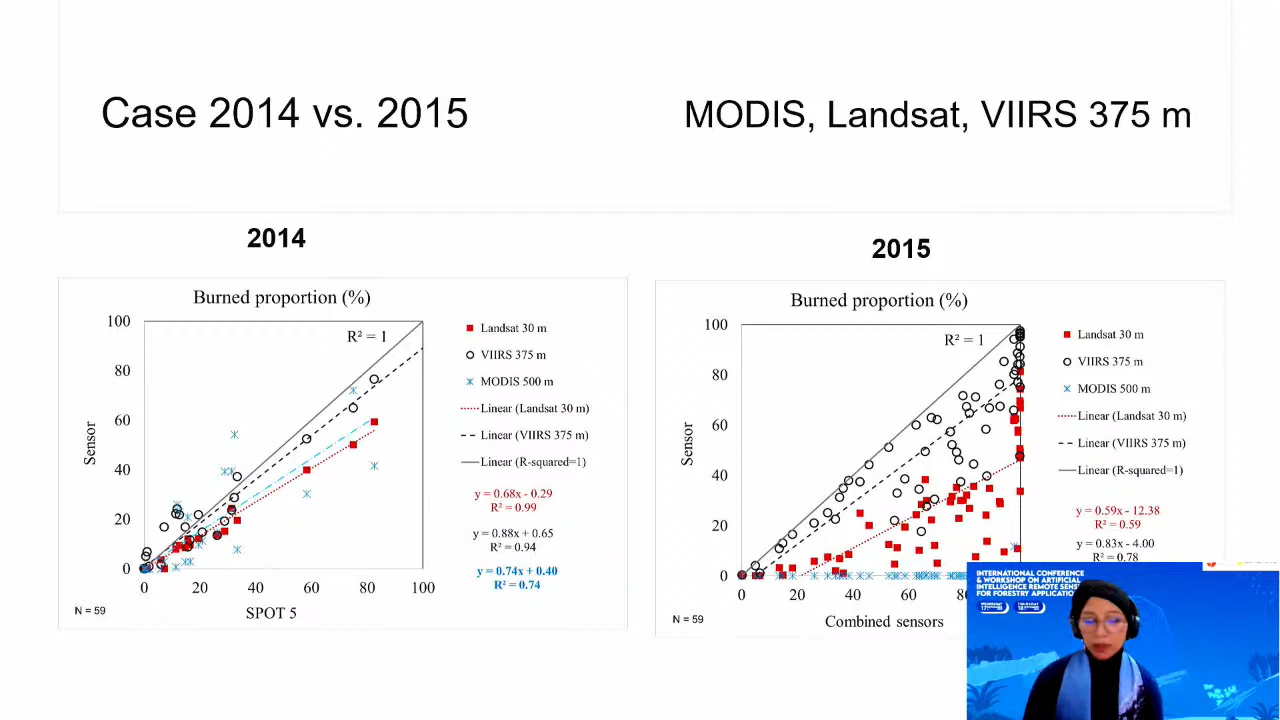 Case 2014 vs. 2015
MODIS, Landsat, VIIRS 375 m
2014
Burned proportion (%)
R² = 1
100
80
60
40
20
0
Sensor
0 20 40 60 80 100
SPOT 5
N = 59
Landsat 30 m
VIIRS 375 m
MODIS 500 m
Linear (Landsat 30 m)
Linear (VIIRS 375 m)
Linear (R-squared=1)
y = 0.68x - 0.29
R² = 0.99
y = 0.88x + 0.65
R² = 0.94
y = 0.74x + 0.40
R² = 0.74
2015
Burned proportion (%)
R² = 1
100
80
60
40
20
0
Sensor
0 20 40 60
Combined sensors
N = 59
Landsat 30 m
VIIRS 375 m
MODIS 500 m
Linear (Landsat 30 m)
Linear (VIIRS 375 m)
Linear (R-squared=1)
y = 0.59x - 12.38
R² = 0.59
y = 0.83x - 4.00
R² = 0.78
INTERNATIONAL CONFERENCE
& WORKSHOP ON ARTIFICIAL
INTELLIGENCE REMOTE
FOR FORESTRY
WEDNESDAY THURSDAY
17 18